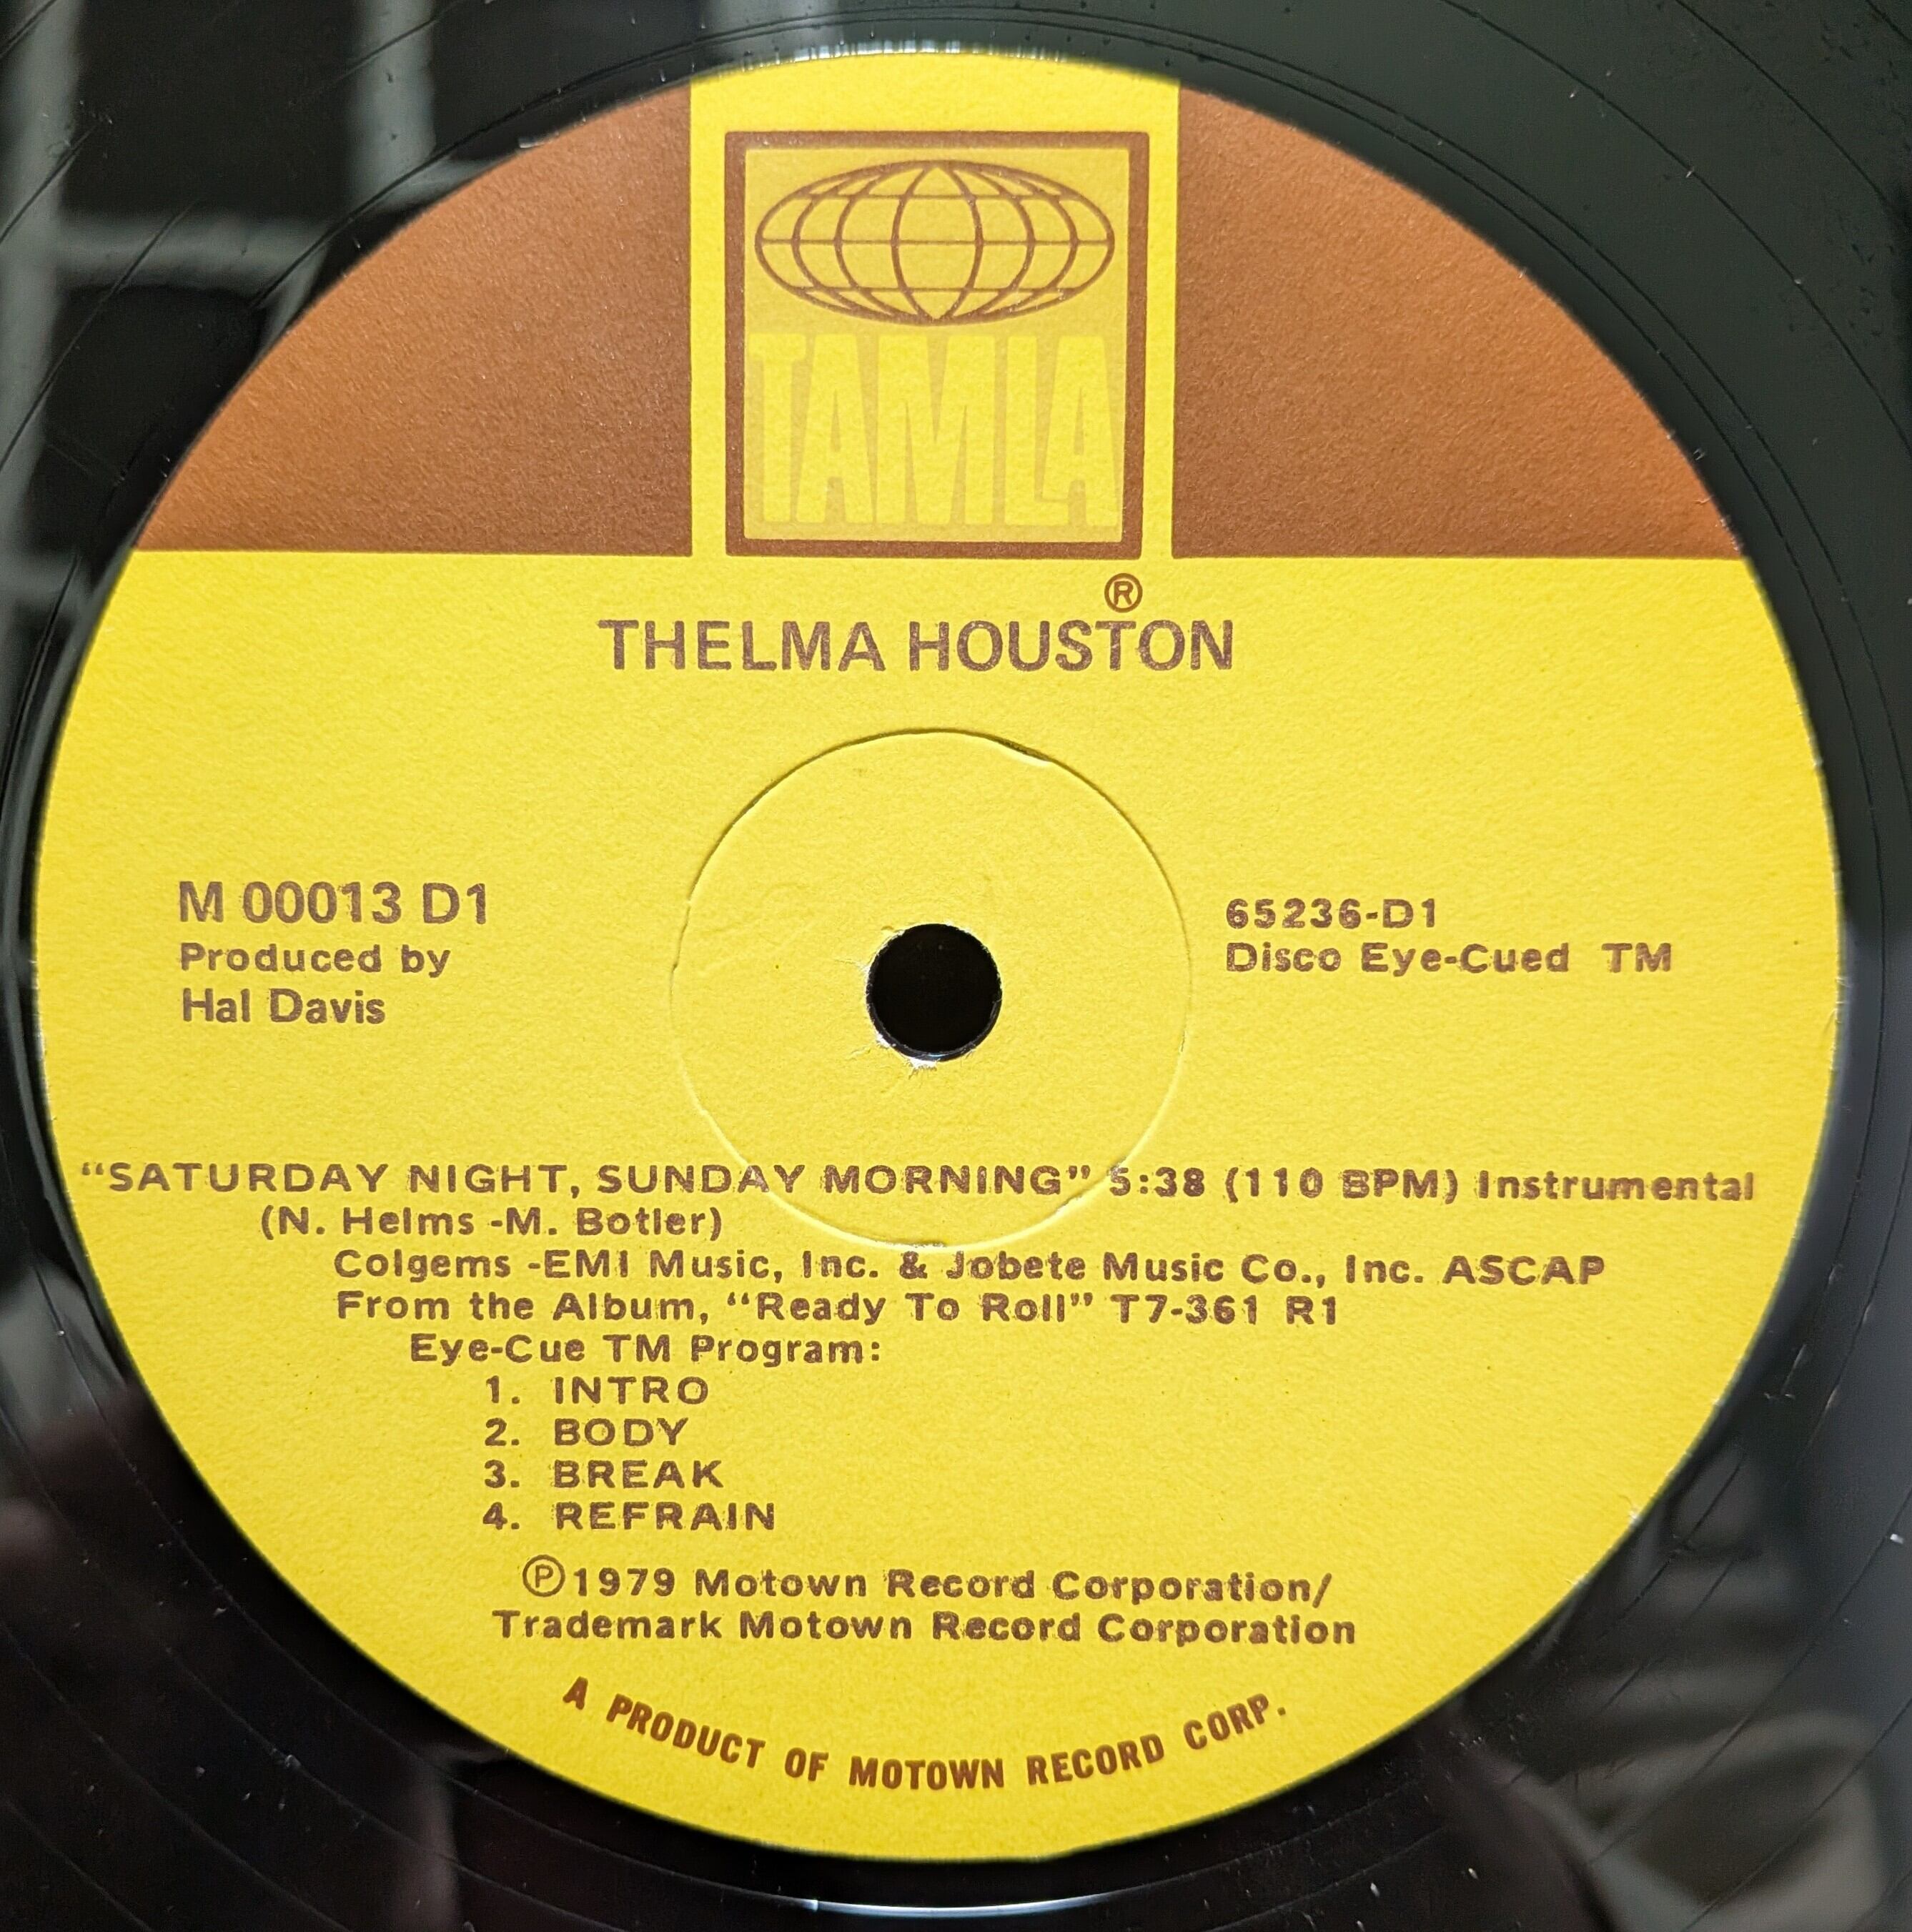 TAMLA
®
THELMA HOUSTON
M 00013 D1
Produced by
Hal Davis
65236-D1
Disco Eye-Cued TM
“SATURDAY NIGHT, SUNDAY MORNING” 5:38 (110 BPM) Instrumental
(N. Helms -M. Botler)
Colgems -EMI Music, Inc. & Jobete Music Co., Inc. ASCAP
From the Album, “Ready To Roll” T7-361 R1
Eye-Cue TM Program:
1. INTRO
2. BODY
3. BREAK
4. REFRAIN
℗1979 Motown Record Corporation/
Trademark Motown Record Corporation
A PRODUCT OF MOTOWN RECORD CORP.